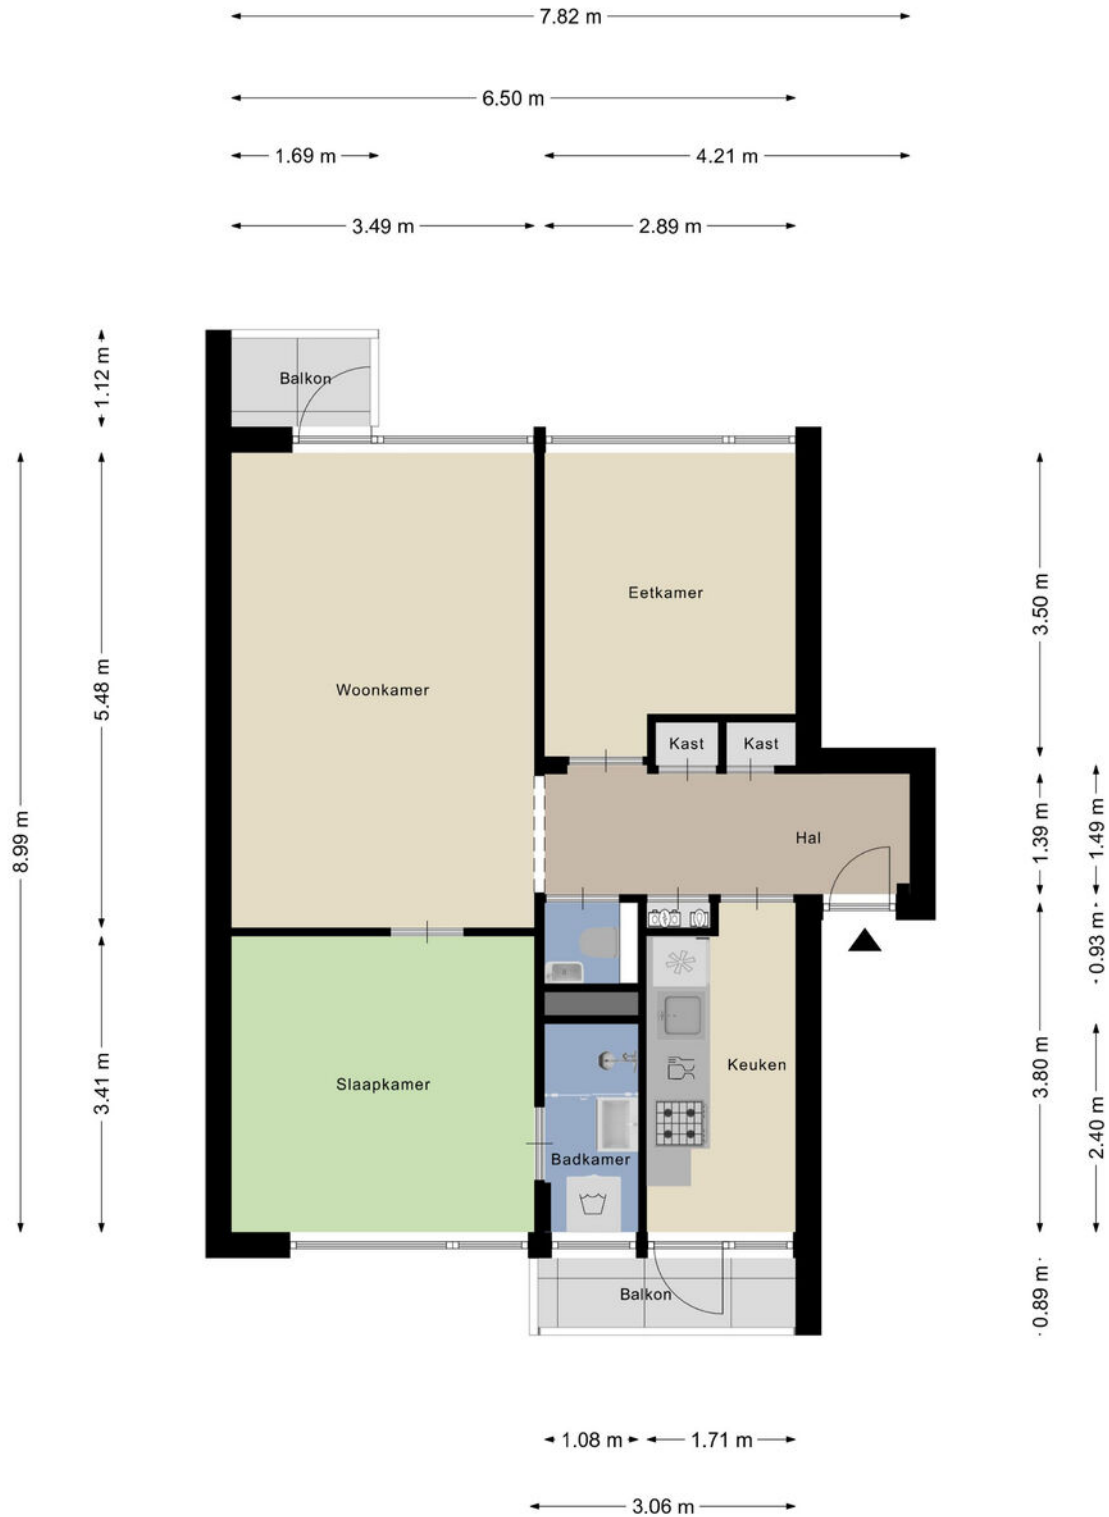 7.82 m
6.50 m
1.69 m
4.21 m
3.49 m
2.89 m
1.12 m
Balkon
Eetkamer
3.50 m
5.48 m
Woonkamer
Kast
Kast
8.99 m
Hal
1.39 m
1.49 m
0.93 m
3.41 m
Slaapkamer
Keuken
3.80 m
2.40 m
Badkamer
Balkon
0.89 m
1.08 m
1.71 m
3.06 m